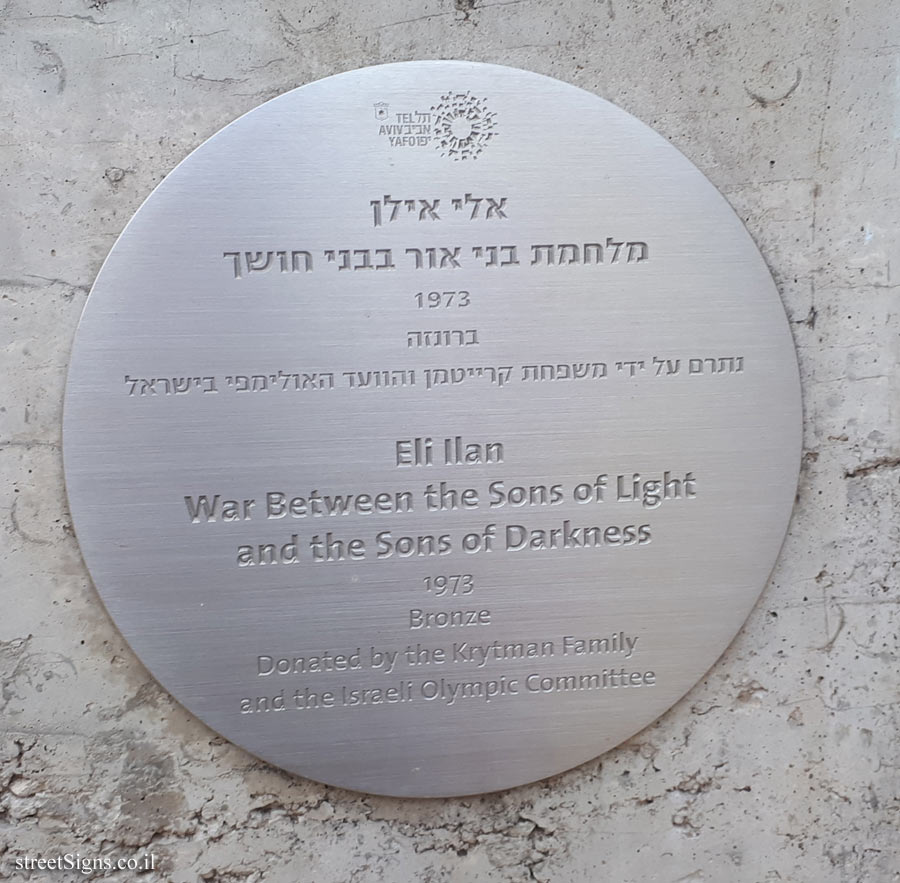 תל
TEL
אביב
AVIV
יפו
YAFO
אלי אילן
מלחמת בני אור בבני חושך
1973
ברונזה
נתרם על ידי משפחת קרייטמן והוועד האולימפי בישראל
Eli Ilan
War Between the Sons of Light
and the Sons of Darkness
1973
Bronze
Donated by the Krytman Family
and the Israeli Olympic Committee
streetSigns.co.il